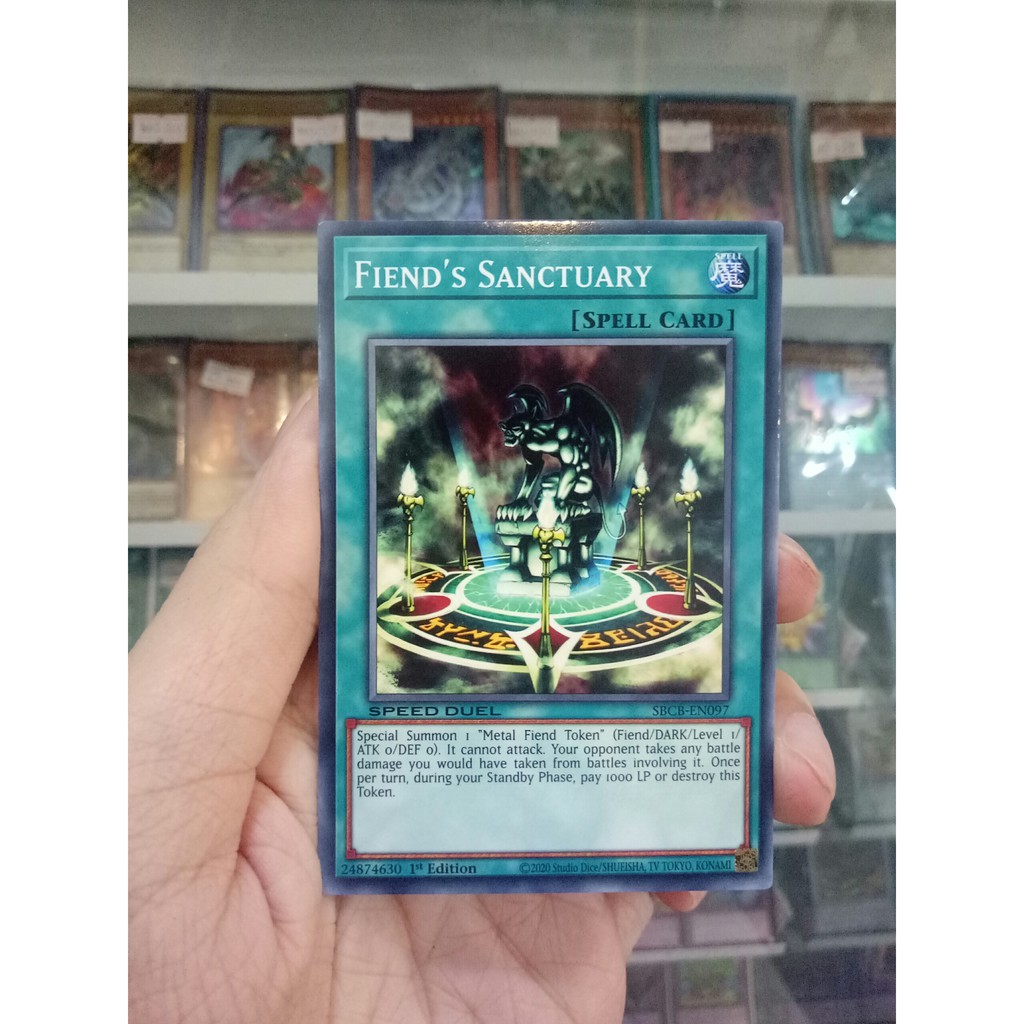 FIEND'S SANCTUARY
SPELL
魔
[SPELL CARD]
SPEED DUEL
SBCB-EN097
Special Summon 1 "Metal Fiend Token" (Fiend/DARK/Level 1/
ATK 0/DEF 0). It cannot attack. Your opponent takes any battle
damage you would have taken from battles involving it. Once
per turn, during your Standby Phase, pay 1000 LP or destroy this
Token.
24874630 1st Edition
©2020 Studio Dice/SHUEISHA, TV TOKYO, KONAMI